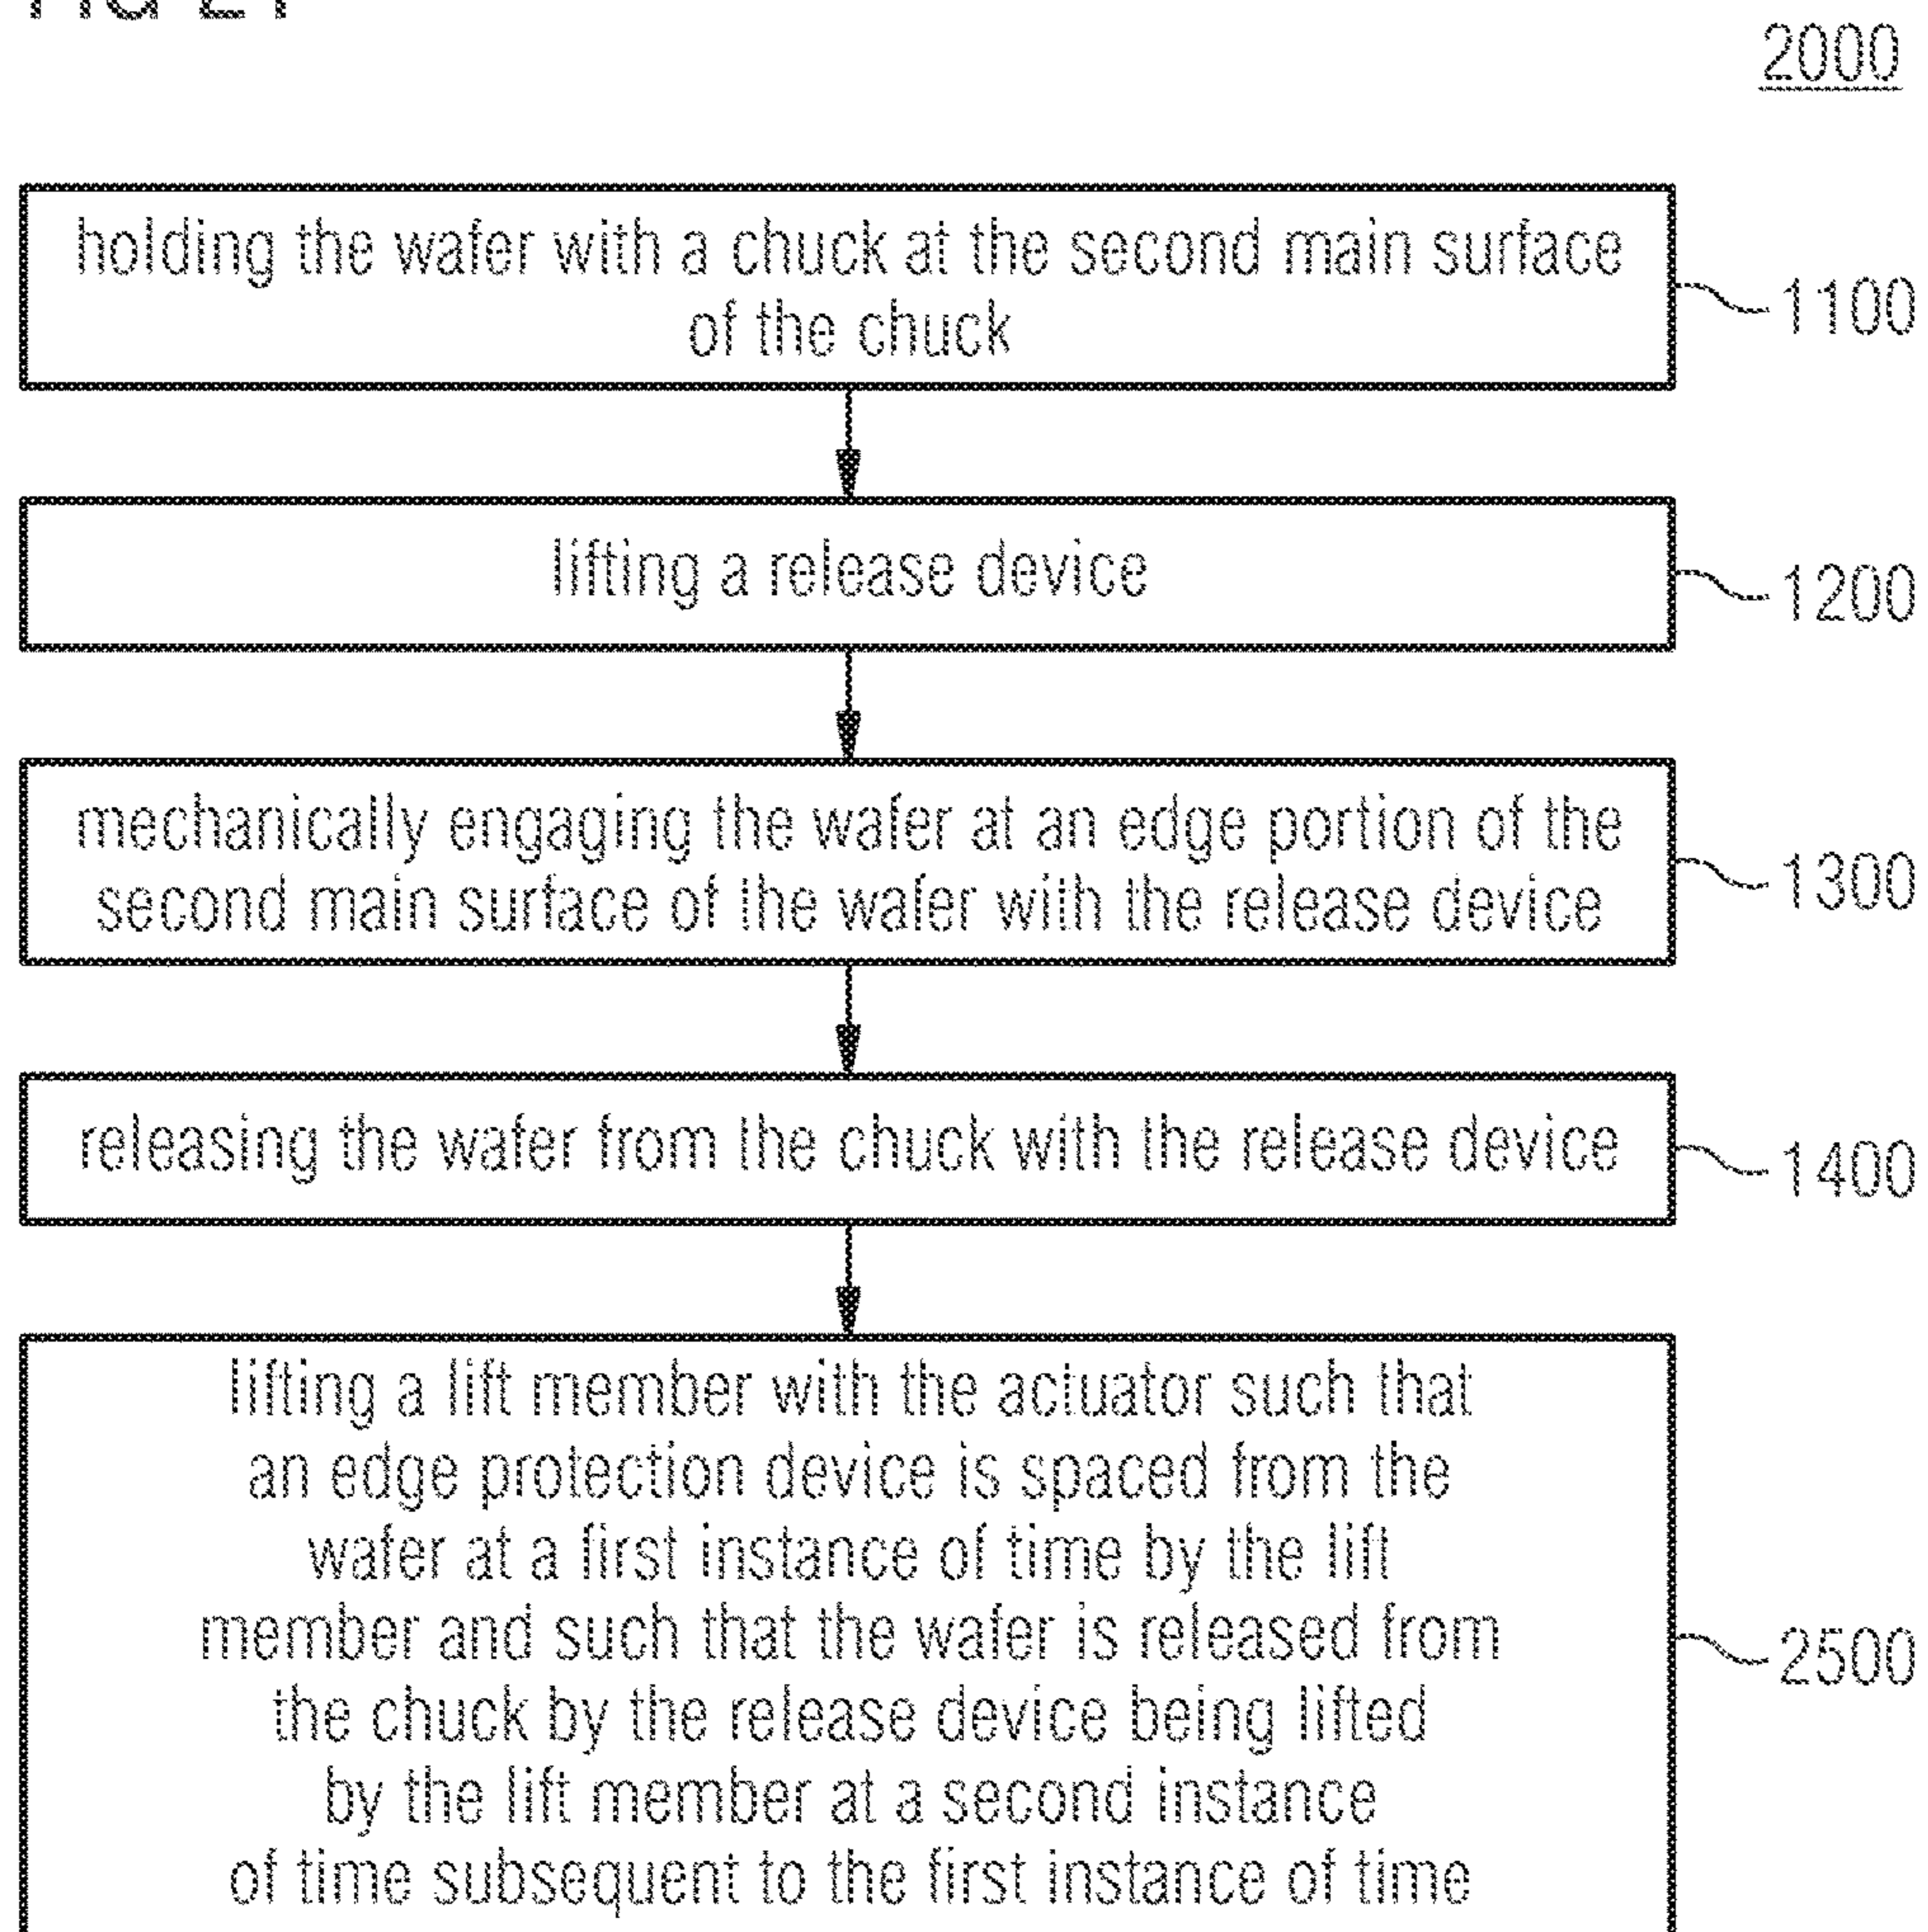 2000
holding the wafer with a chuck at the second main surface
of the chuck
1100
lifting a release device
1200
mechanically engaging the wafer at an edge portion of the
second main surface of the wafer with the release device
1300
releasing the wafer from the chuck with the release device
1400
lifting a lift member with the actuator such that
an edge protection device is spaced from the
wafer at a first instance of time by the lift
member and such that the wafer is released from
the chuck by the release device being lifted
by the lift member at a second instance
of time subsequent to the first instance of time
2500